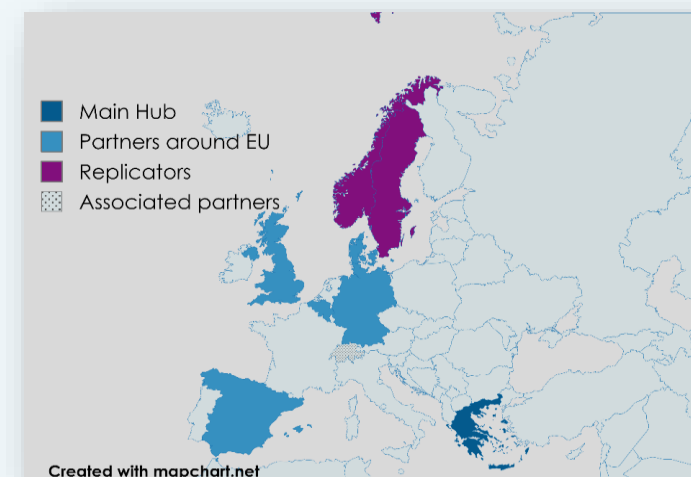 Main Hub
Partners around EU
Replicators
Associated partners
Created with mapchart.net